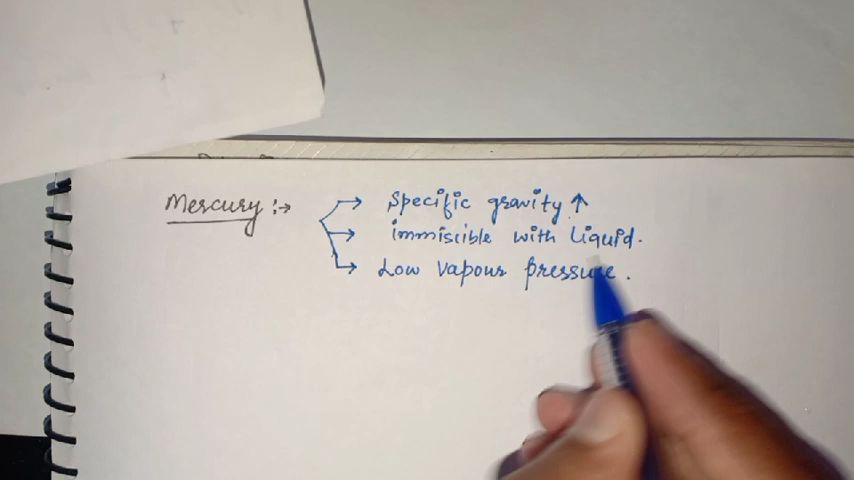 Mercury :→ Specific gravity ↑
immiscible with liquid.
Low vapour pressure.